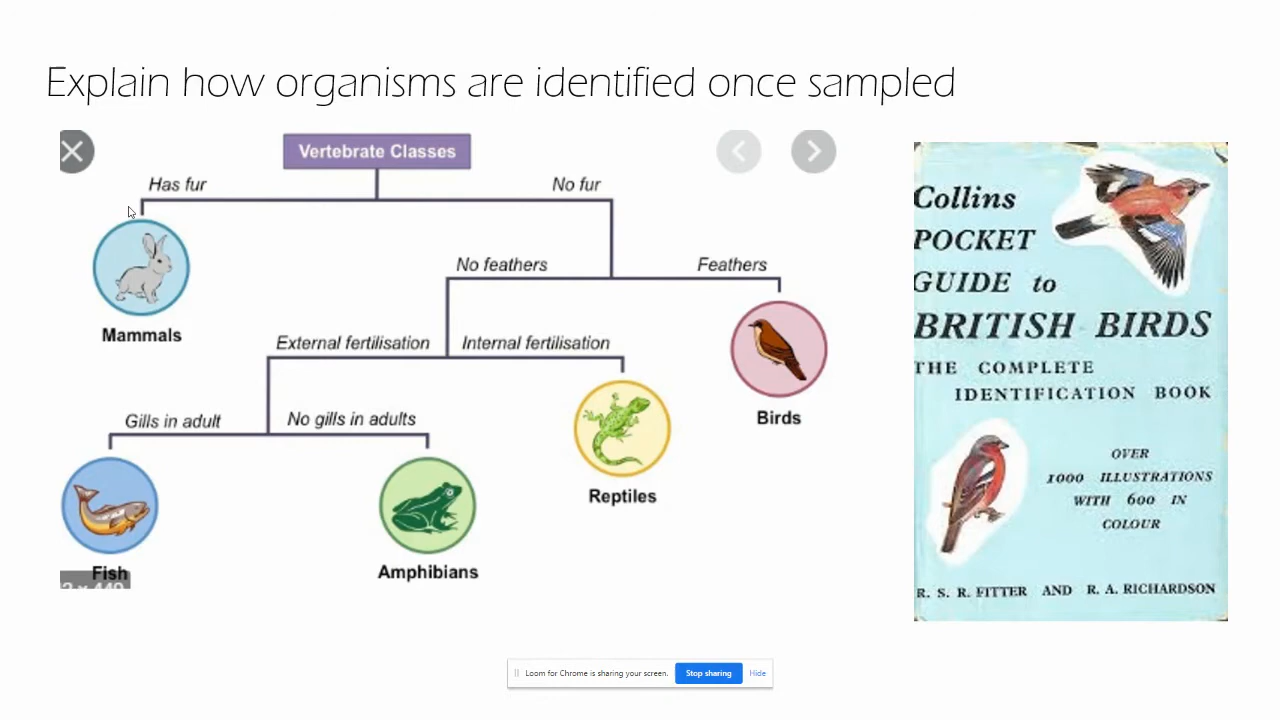 Explain how organisms are identified once sampled
Vertebrate Classes
Has fur
No fur
Mammals
No feathers
Feathers
Birds
External fertilisation
Internal fertilisation
Reptiles
Gills in adult
No gills in adults
Fish
Amphibians
Collins
POCKET
GUIDE to
BRITISH BIRDS
THE COMPLETE
IDENTIFICATION BOOK
OVER
1000 ILLUSTRATIONS
WITH 600 IN
COLOUR
R. S. R. FITTER AND R. A. RICHARDSON
Loom for Chrome is sharing your screen.
Stop sharing
Hide